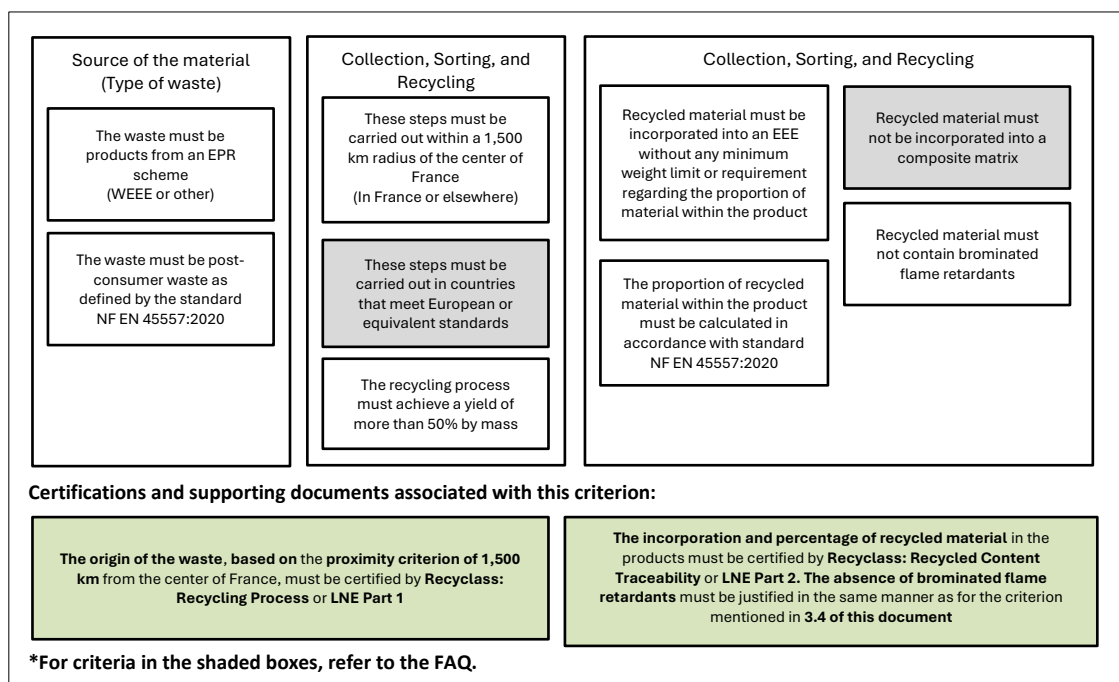 Source of the material
(Type of waste)
The waste must be
products from an EPR
scheme
(WEEE or other)
The waste must be post-
consumer waste as
defined by the standard
NF EN 45557:2020
Collection, Sorting, and
Recycling
These steps must be
carried out within a 1,500
km radius of the center of
France
(In France or elsewhere)
These steps must be
carried out in countries
that meet European or
equivalent standards
The recycling process
must achieve a yield of
more than 50% by mass
Collection, Sorting, and Recycling
Recycled material must be
incorporated into an EEE
without any minimum
weight limit or requirement
regarding the proportion of
material within the product
The proportion of recycled
material within the product
must be calculated in
accordance with standard
NF EN 45557:2020
Recycled material must
not be incorporated into a
composite matrix
Recycled material must
not contain brominated
flame retardants
Certifications and supporting documents associated with this criterion:
The origin of the waste, based on the proximity criterion of 1,500
km from the center of France, must be certified by Recyclass:
Recycling Process or LNE Part 1
The incorporation and percentage of recycled material in the
products must be certified by Recyclass: Recycled Content
Traceability or LNE Part 2. The absence of brominated flame
retardants must be justified in the same manner as for the criterion
mentioned in 3.4 of this document
*For criteria in the shaded boxes, refer to the FAQ.